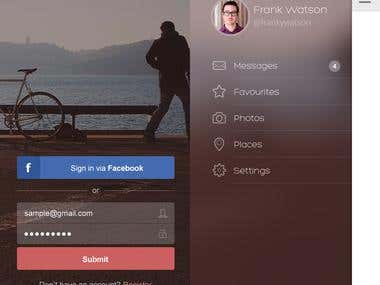 f Sign in via Facebook
or
sample@gmail.com
Submit
Don't have an account? Register
Frank Watson
@frankwatson
Messages 4
Favourites
Photos
Places
Settings